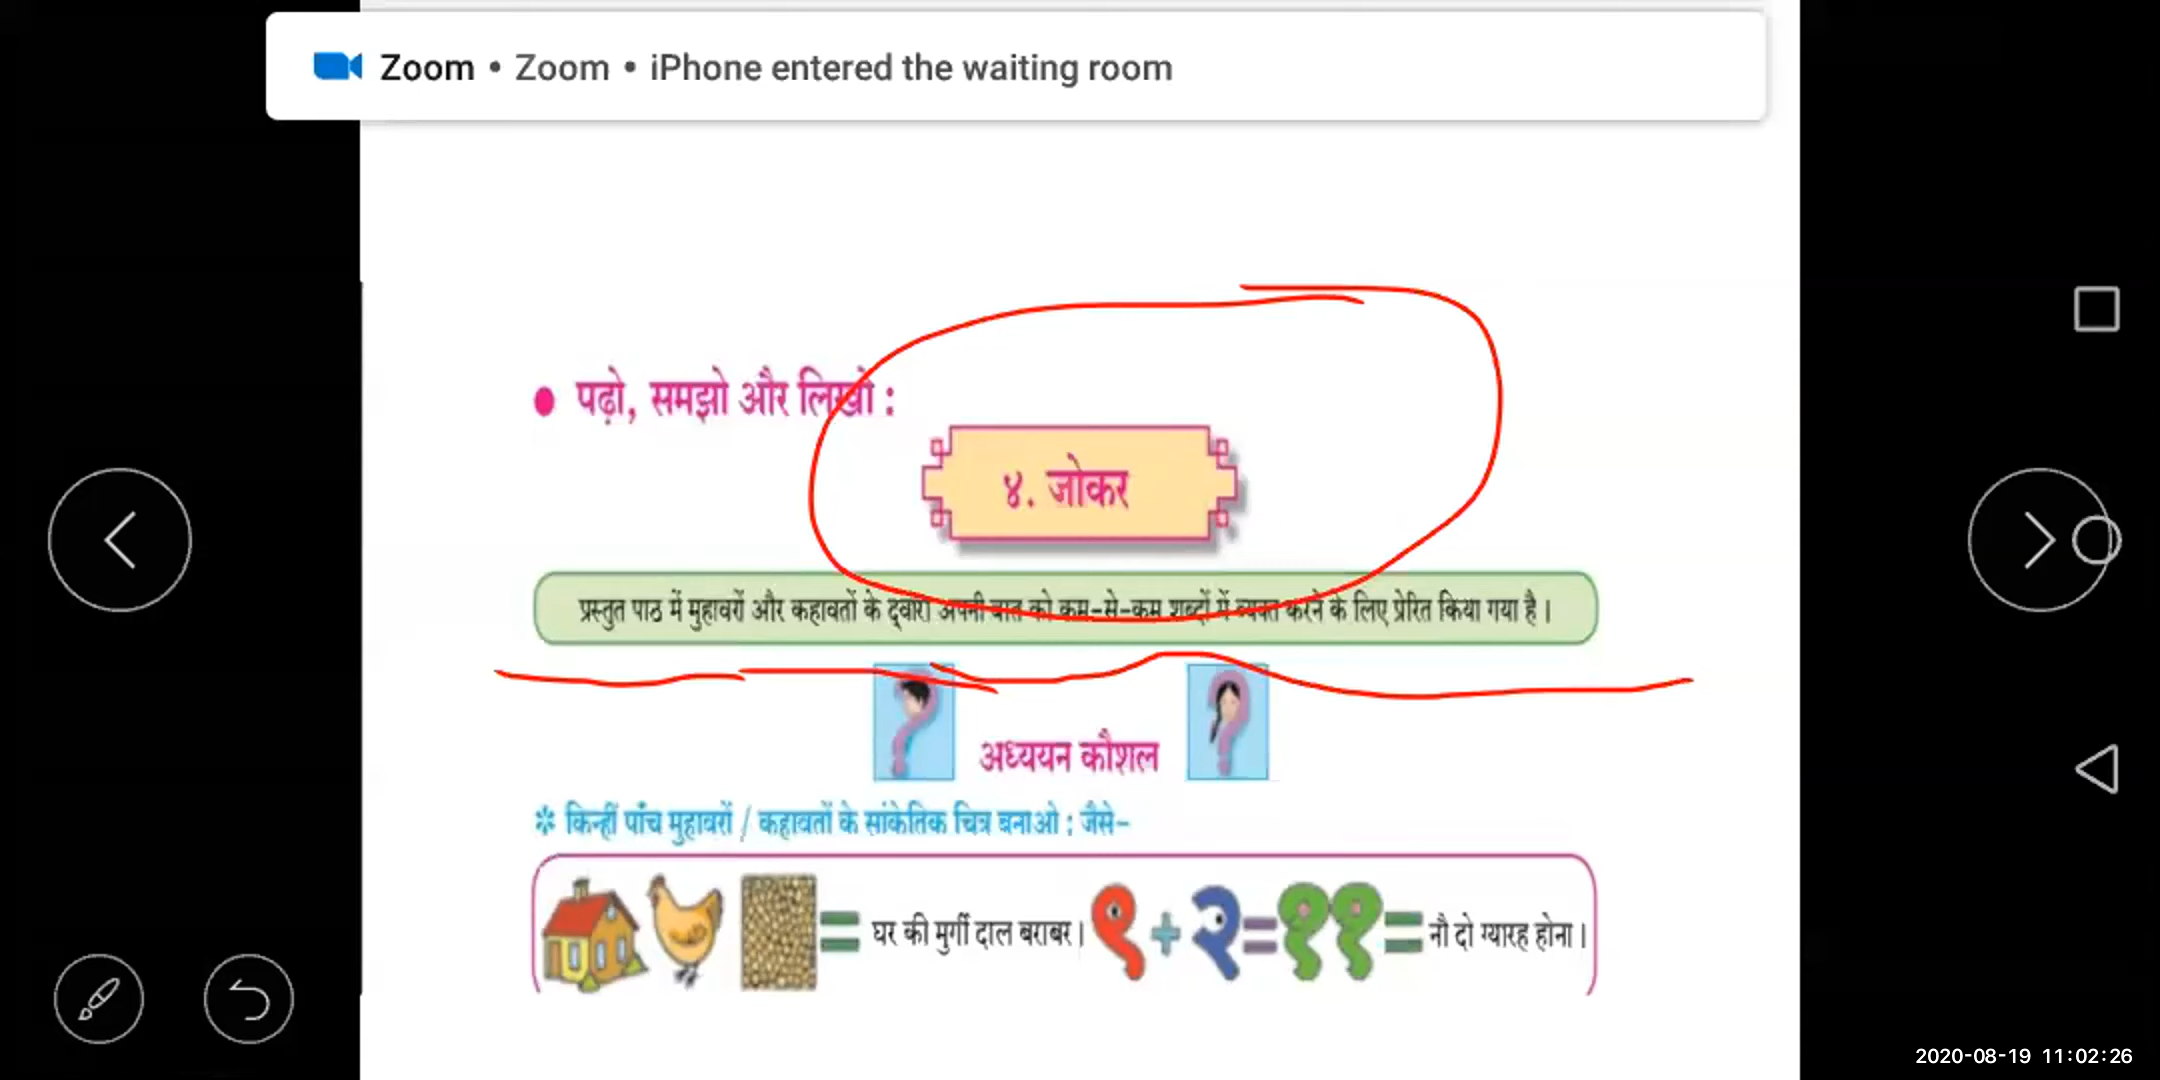 Zoom • Zoom • iPhone entered the waiting room
● पढ़ो, समझो और लिखो :
४. जोकर
प्रस्तुत पाठ में मुहावरों और कहावतों के द्वारा अपनी बात को कम-से-कम शब्दों में व्यक्त करने के लिए प्रेरित किया गया है ।
अध्ययन कौशल
* किन्हीं पाँच मुहावरों / कहावतों के सांकेतिक चित्र बनाओ : जैसे-
= घर की मुर्गी दाल बराबर । ९ + २ = ११ = नौ दो ग्यारह होना ।
2020-08-19 11:02:26